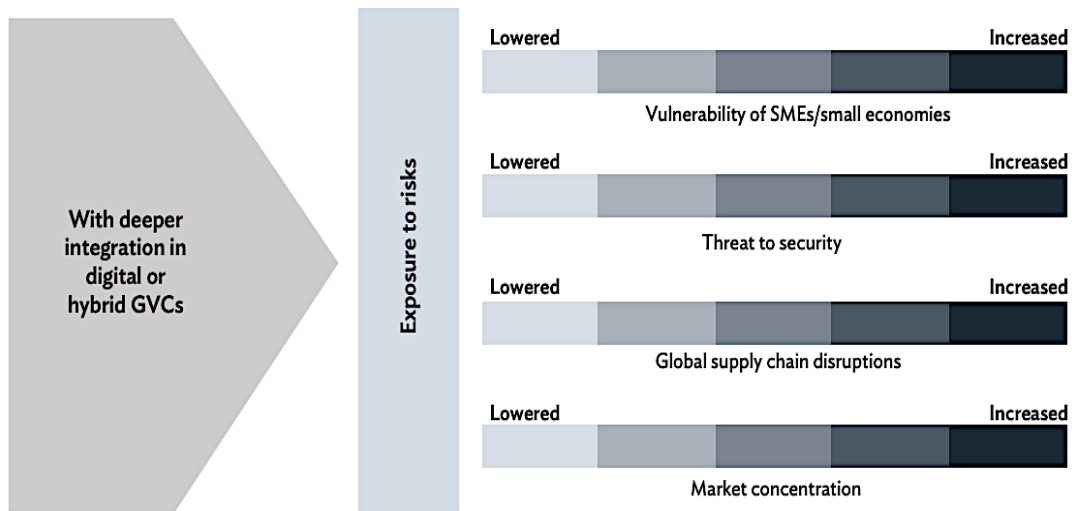 With deeper
integration in
digital or
hybrid GVCs
Exposure to risks
Lowered Increased
Vulnerability of SMEs/small economies
Lowered Increased
Threat to security
Lowered Increased
Global supply chain disruptions
Lowered Increased
Market concentration